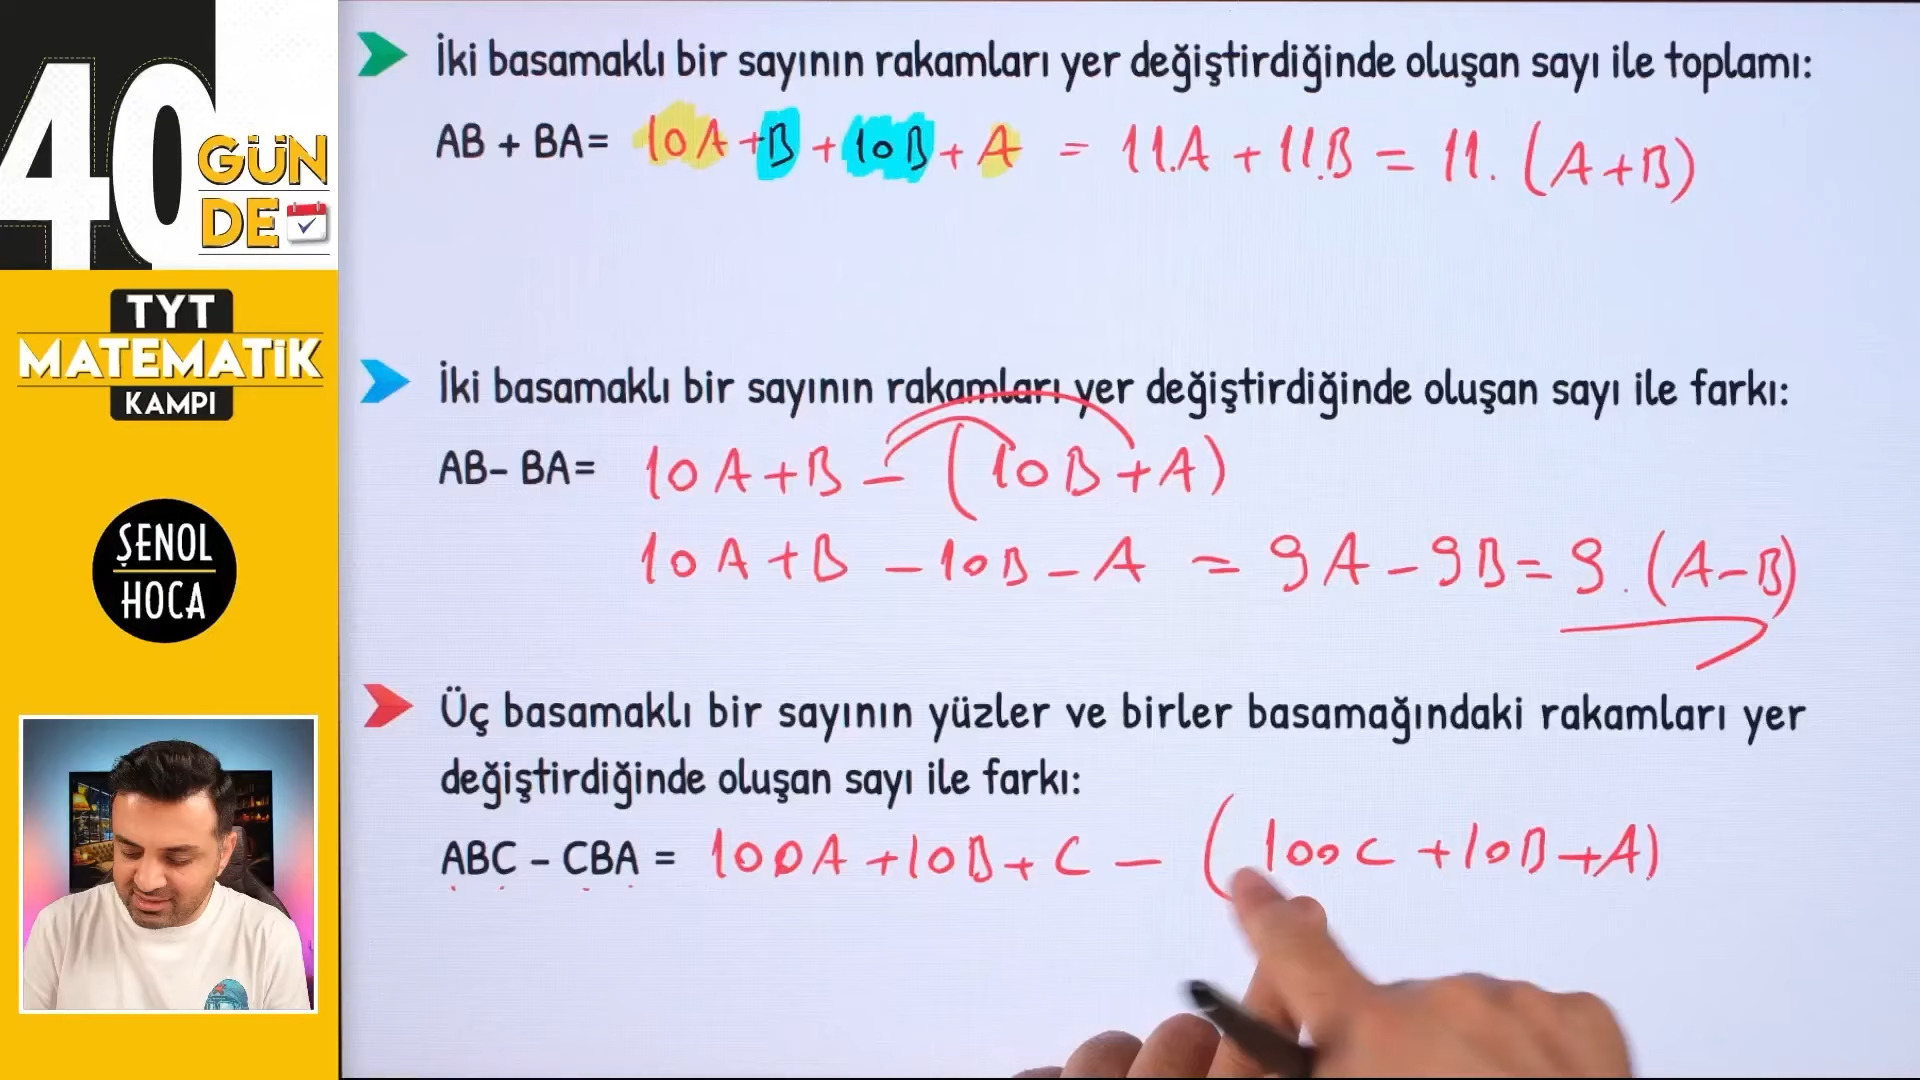 40
GÜN
DE
TYT
MATEMATİK
KAMPI
ŞENOL
HOCA
İki basamaklı bir sayının rakamları yer değiştirdiğinde oluşan sayı ile toplamı:
AB + BA= 10A+B+10B+A = 11.A+11.B = 11.(A+B)
İki basamaklı bir sayının rakamları yer değiştirdiğinde oluşan sayı ile farkı:
AB- BA= 10A+B-(10B+A)
10A+B-10B-A = 9A-9B=9.(A-B)
Üç basamaklı bir sayının yüzler ve birler basamağındaki rakamları yer
değiştirdiğinde oluşan sayı ile farkı:
ABC - CBA = 100A+10B+C-(100C+10B+A)